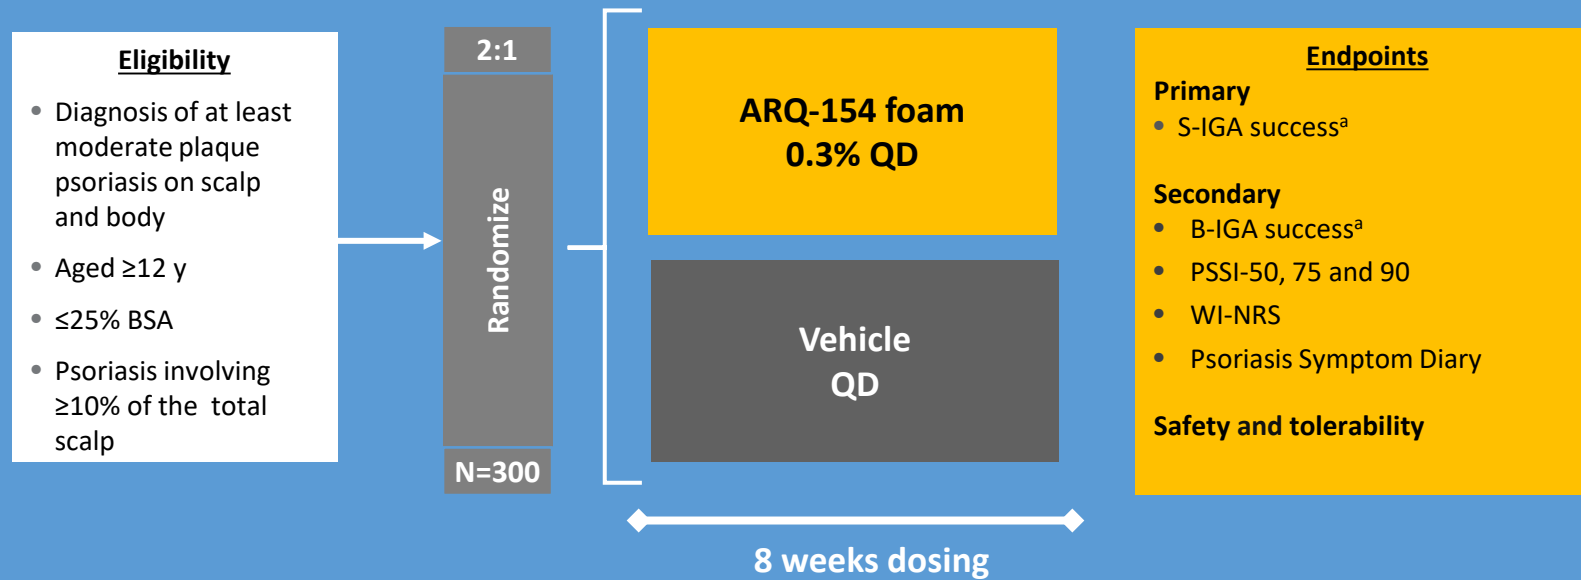 Eligibility
• Diagnosis of at least
moderate plaque
psoriasis on scalp
and body
• Aged ≥12 y
• ≤25% BSA
• Psoriasis involving
≥10% of the total
scalp
2:1
Randomize
N=300
ARQ-154 foam
0.3% QD
Vehicle
QD
8 weeks dosing
Endpoints
Primary
• S-IGA successᵃ
Secondary
• B-IGA successᵃ
• PSSI-50, 75 and 90
• WI-NRS
• Psoriasis Symptom Diary
Safety and tolerability